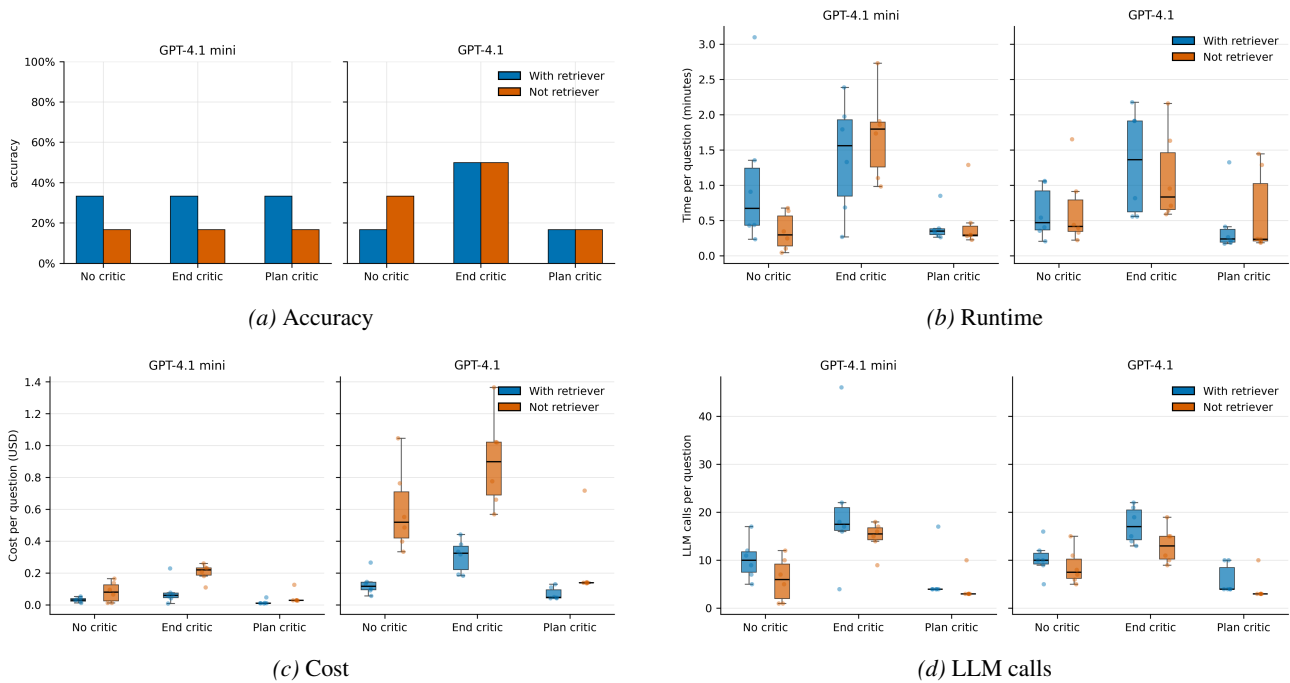 GPT-4.1 mini
GPT-4.1
With retriever
Not retriever
accuracy
100%
80%
60%
40%
20%
0%
No critic
End critic
Plan critic
No critic
End critic
Plan critic
(a) Accuracy
GPT-4.1 mini
GPT-4.1
With retriever
Not retriever
Time per question (minutes)
3.0
2.5
2.0
1.5
1.0
0.5
0.0
No critic
End critic
Plan critic
No critic
End critic
Plan critic
(b) Runtime
GPT-4.1 mini
GPT-4.1
With retriever
Not retriever
Cost per question (USD)
1.4
1.2
1.0
0.8
0.6
0.4
0.2
0.0
No critic
End critic
Plan critic
No critic
End critic
Plan critic
(c) Cost
GPT-4.1 mini
GPT-4.1
With retriever
Not retriever
LLM calls per question
40
30
20
10
0
No critic
End critic
Plan critic
No critic
End critic
Plan critic
(d) LLM calls